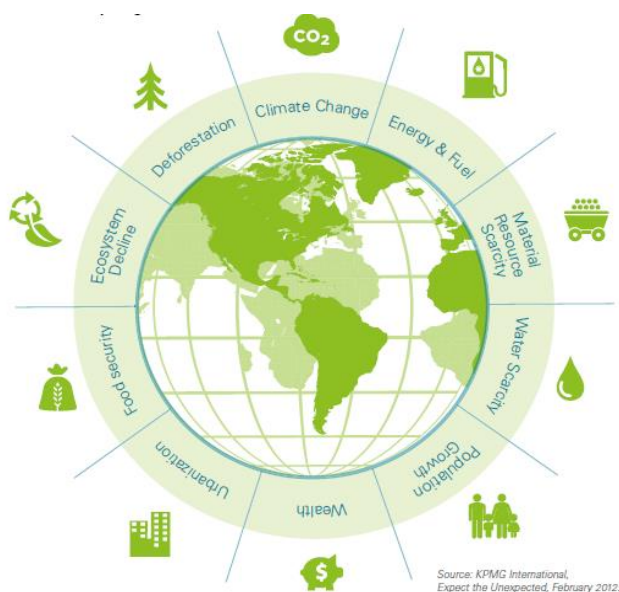 CO2
Climate Change
Energy & Fuel
Material
Resource
Scarcity
Water Scarcity
Population
Growth
Wealth
Urbanization
Food security
Ecosystem
Decline
Deforestation
$
Source: KPMG International,
Expect the Unexpected, February 2012.